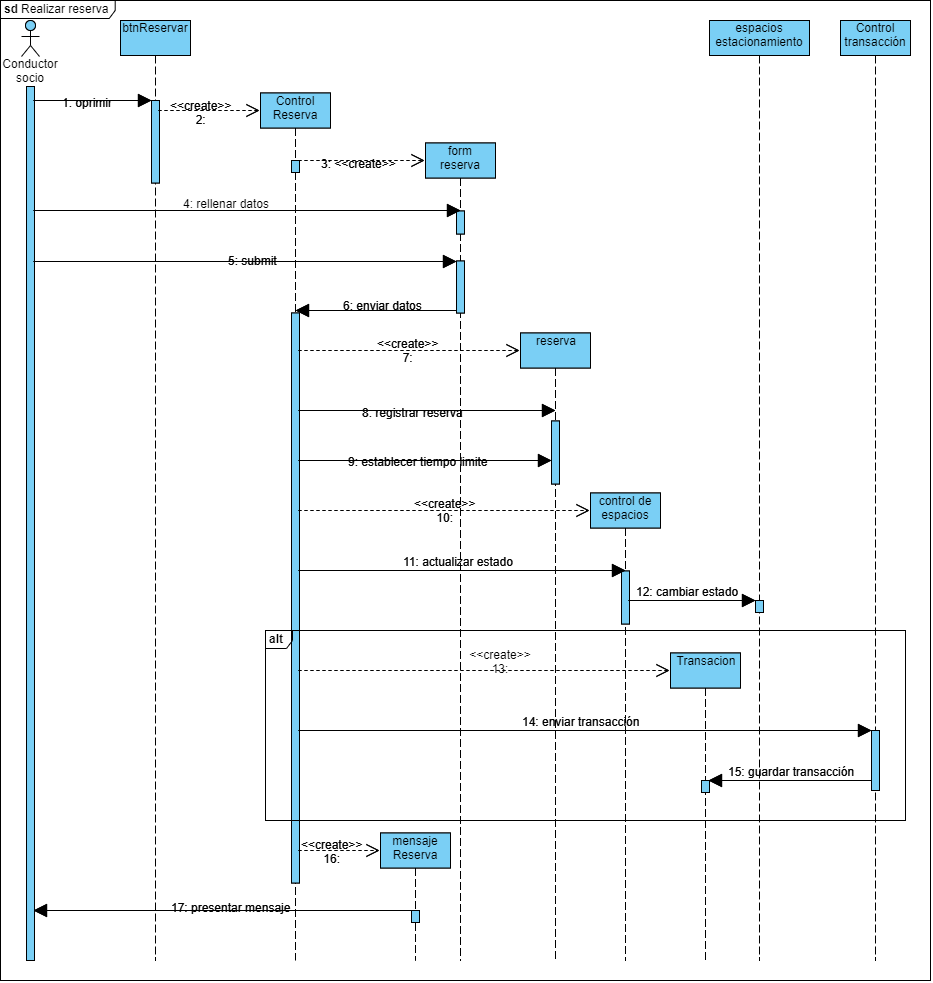 sd Realizar reserva
Conductor
socio
btnReservar
espacios
estacionamiento
Control
transacción
1: oprimir
<<create>>
2:
Control
Reserva
3: <<create>>
form
reserva
4: rellenar datos
5: submit
6: enviar datos
<<create>>
7:
reserva
8: registrar reserva
9: establecer tiempo limite
<<create>>
10:
control de
espacios
11: actualizar estado
12: cambiar estado
alt
<<create>>
13:
Transacion
14: enviar transacción
15: guardar transacción
<<create>>
16:
mensaje
Reserva
17: presentar mensaje